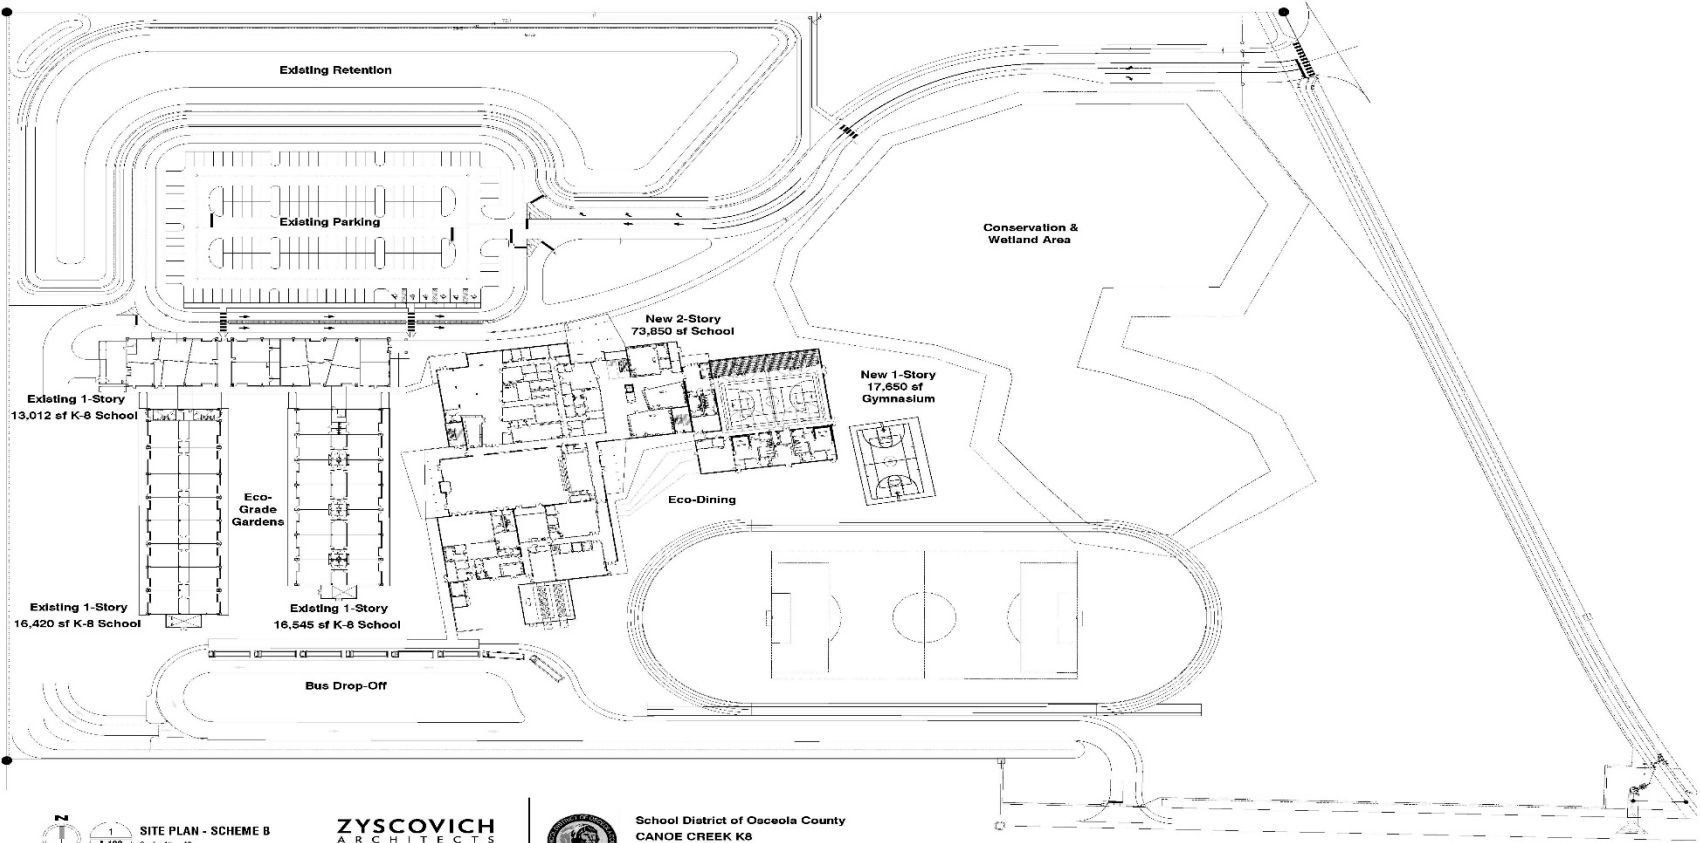 Existing Retention
Existing Parking
Conservation &
Wetland Area
New 2-Story
73,850 sf School
New 1-Story
17,650 sf
Gymnasium
Existing 1-Story
13,012 sf K-8 School
Eco-
Grade
Gardens
Eco-Dining
Existing 1-Story
16,420 sf K-8 School
Existing 1-Story
16,545 sf K-8 School
Bus Drop-Off
N
1
SITE PLAN - SCHEME B
ZYSCOVICH
ARCHITECTS
School District of Osceola County
CANOE CREEK K8